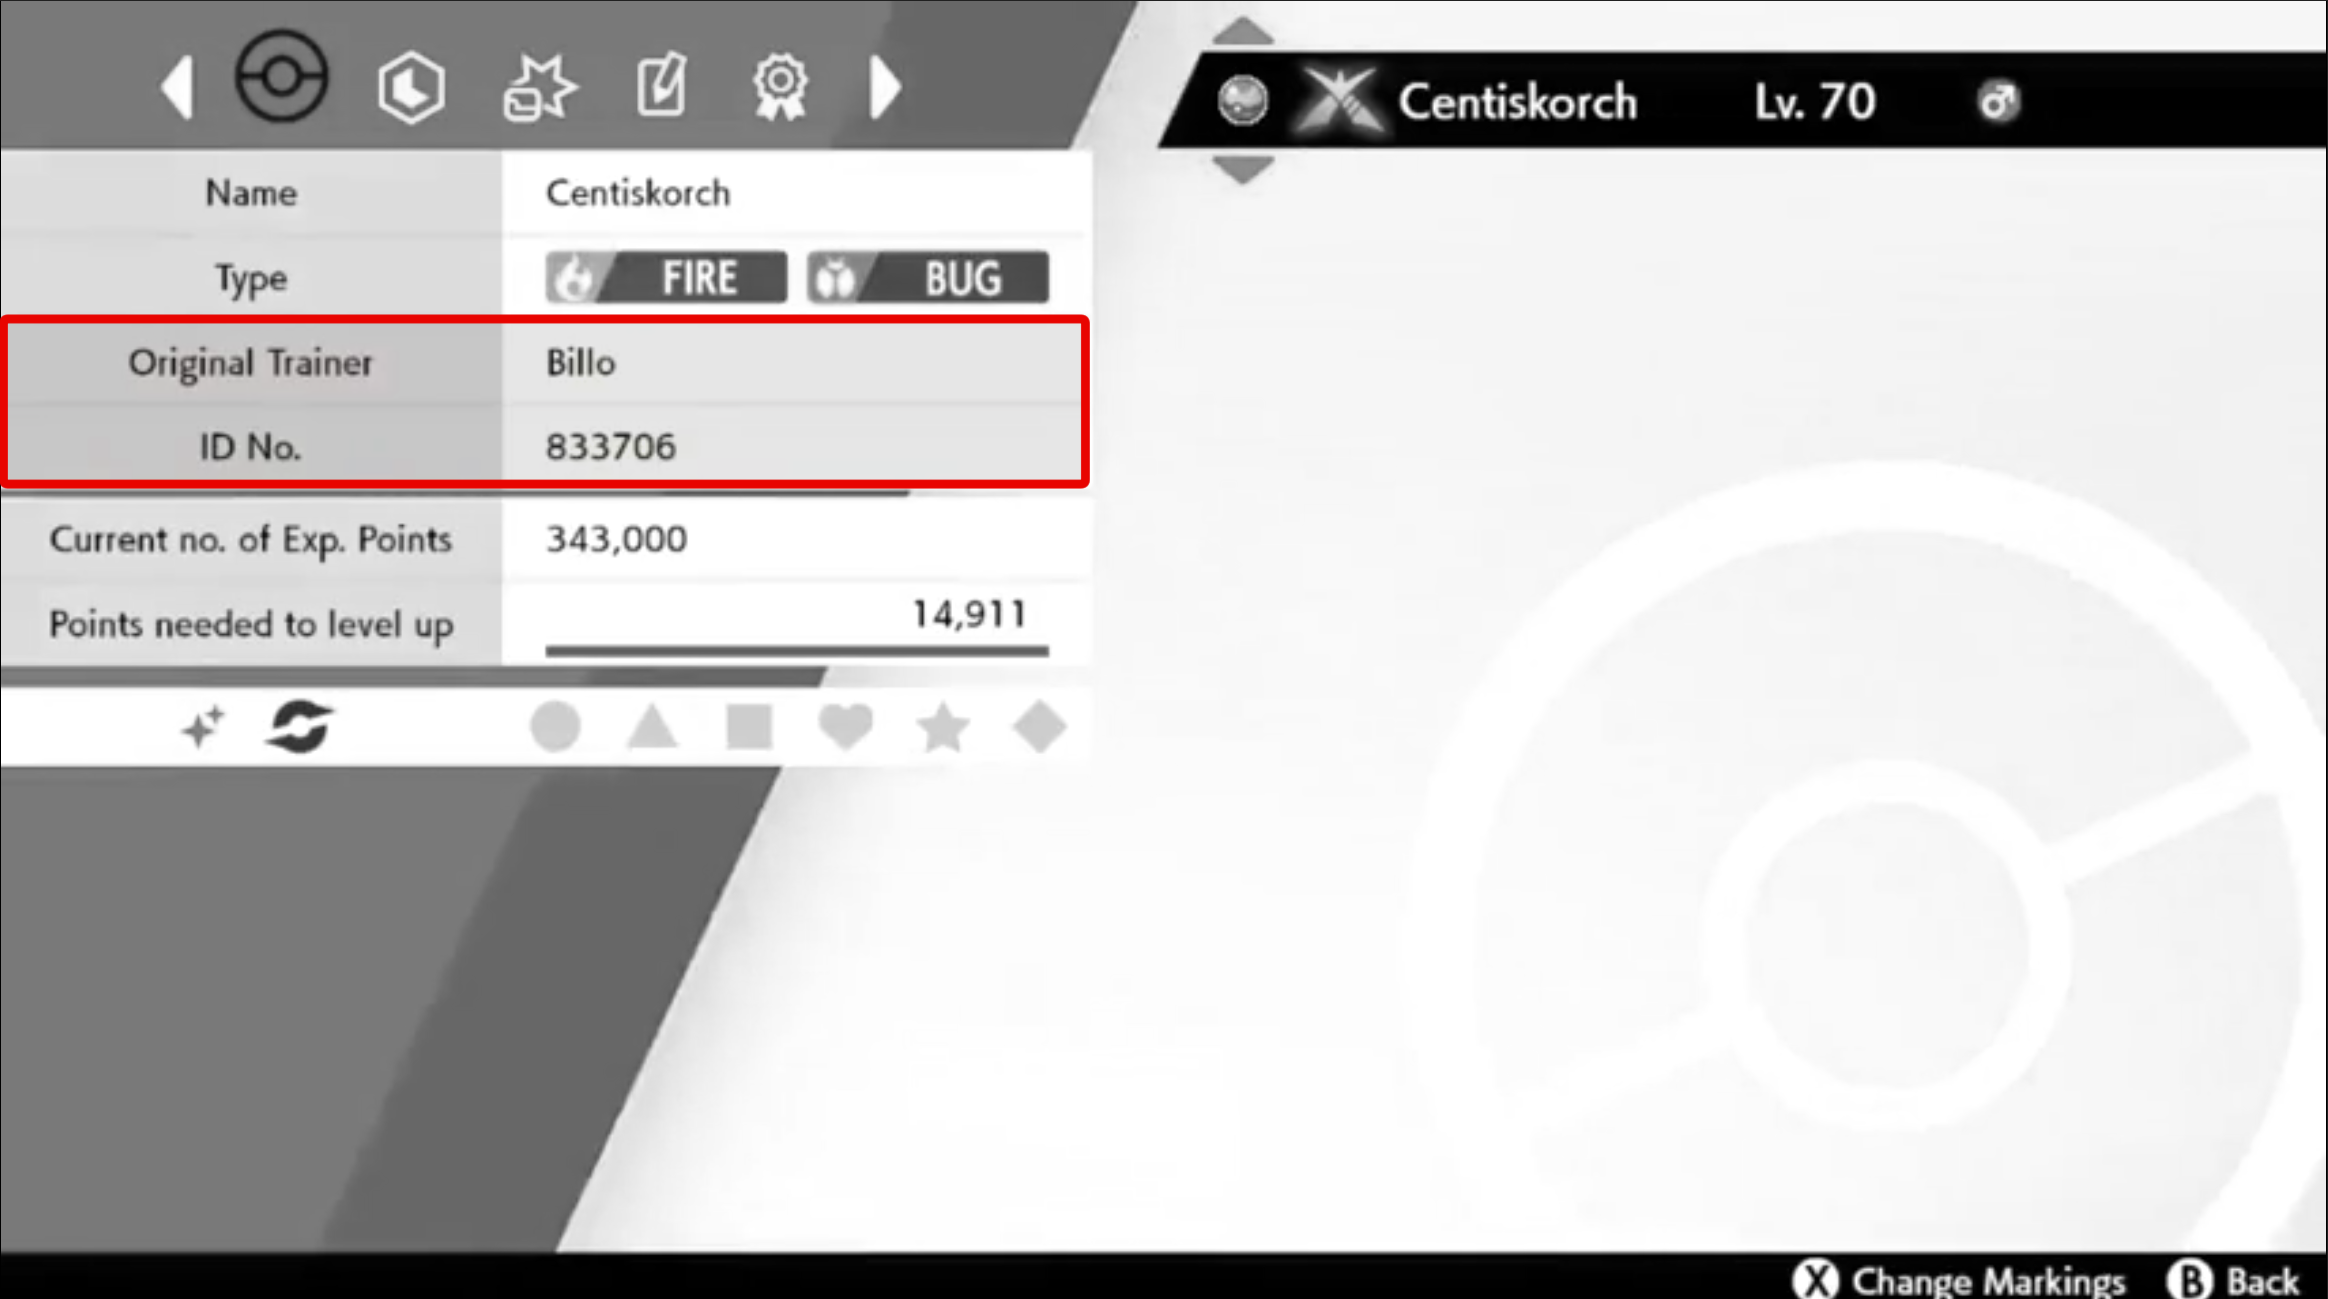 Centiskorch Lv. 70
Name Centiskorch
Type FIRE BUG
Original Trainer Billo
ID No. 833706
Current no. of Exp. Points 343,000
Points needed to level up 14,911
X Change Markings B Back